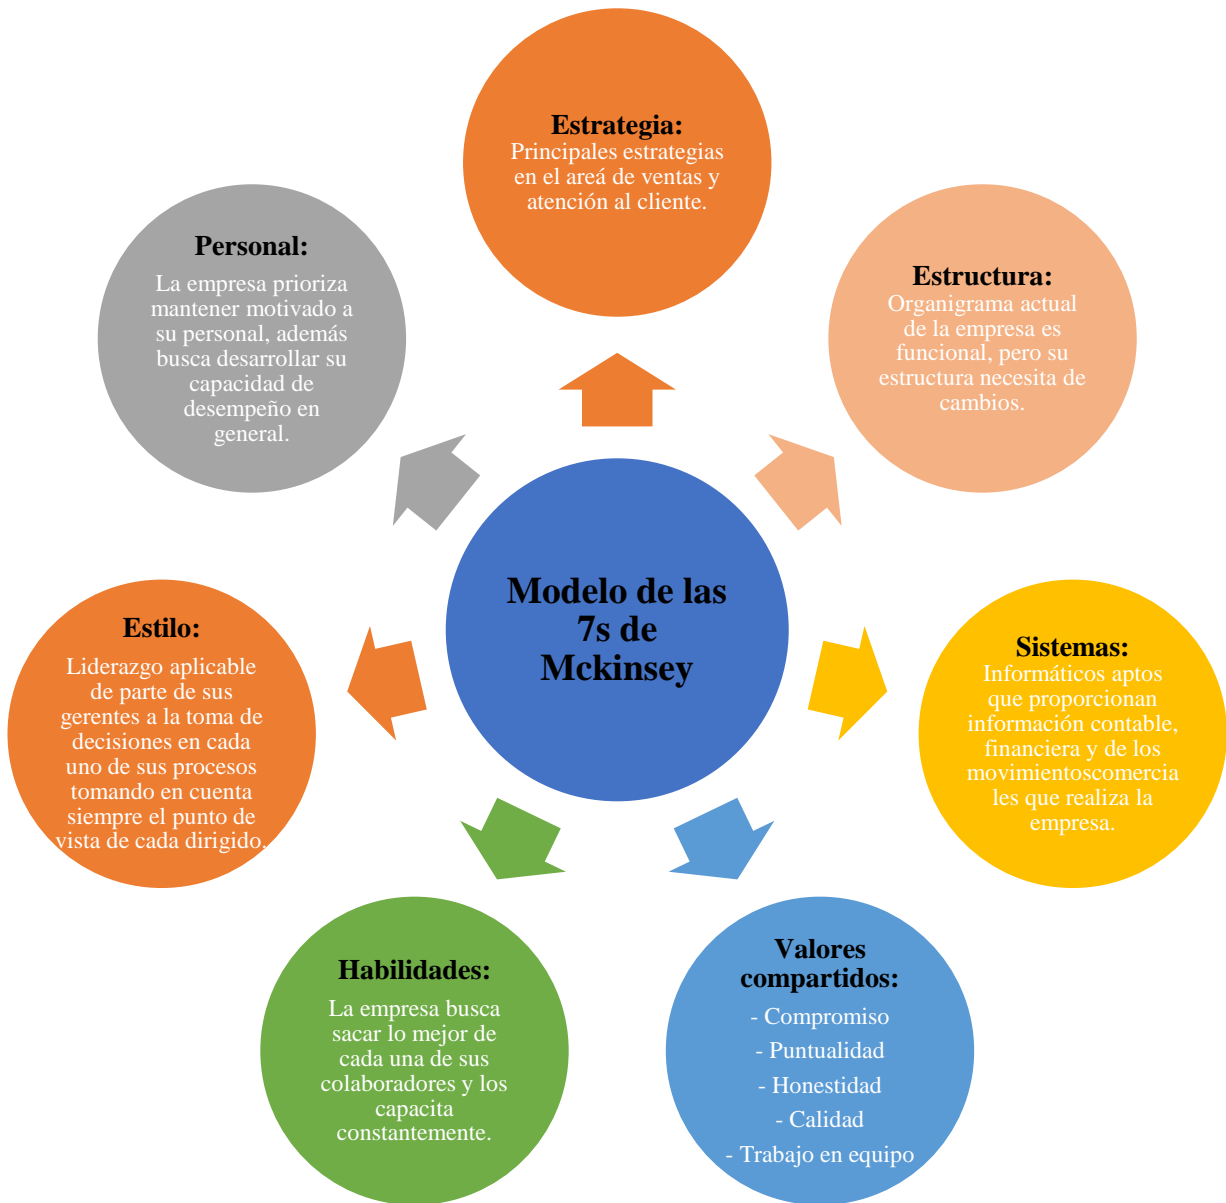 Estrategia:
Principales estrategias
en el areá de ventas y
atención al cliente.
Estructura:
Organigrama actual
de la empresa es
funcional, pero su
estructura necesita de
cambios.
Sistemas:
Informáticos aptos
que proporcionan
información contable,
financiera y de los
movimientoscomercia
les que realiza la
empresa.
Valores
compartidos:
- Compromiso
- Puntualidad
- Honestidad
- Calidad
- Trabajo en equipo
Habilidades:
La empresa busca
sacar lo mejor de
cada una de sus
colaboradores y los
capacita
constantemente.
Estilo:
Liderazgo aplicable
de parte de sus
gerentes a la toma de
decisiones en cada
uno de sus procesos
tomando en cuenta
siempre el punto de
vista de cada dirigido.
Personal:
La empresa prioriza
mantener motivado a
su personal, además
busca desarrollar su
capacidad de
desempeño en
general.
Modelo de las
7s de
Mckinsey